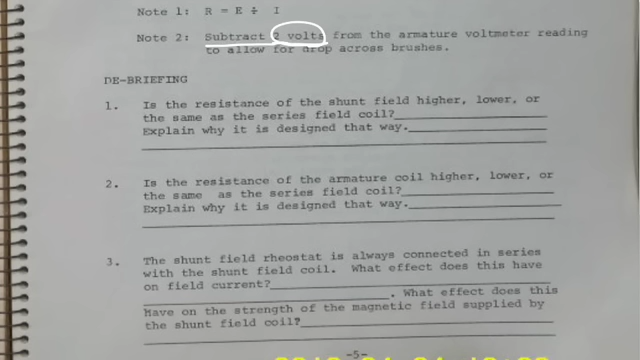 Note 1: R = E ÷ I
Note 2: Subtract 2 volts from the armature voltmeter reading
to allow for drop across brushes.
DE-BRIEFING
1. Is the resistance of the shunt field higher, lower, or
the same as the series field coil?
Explain why it is designed that way.
2. Is the resistance of the armature coil higher, lower, or
the same as the series field coil?
Explain why it is designed that way.
3. The shunt field rheostat is always connected in series
with the shunt field coil. What effect does this have
on field current?
. What effect does this
have on the strength of the magnetic field supplied by
the shunt field coil?
-5-